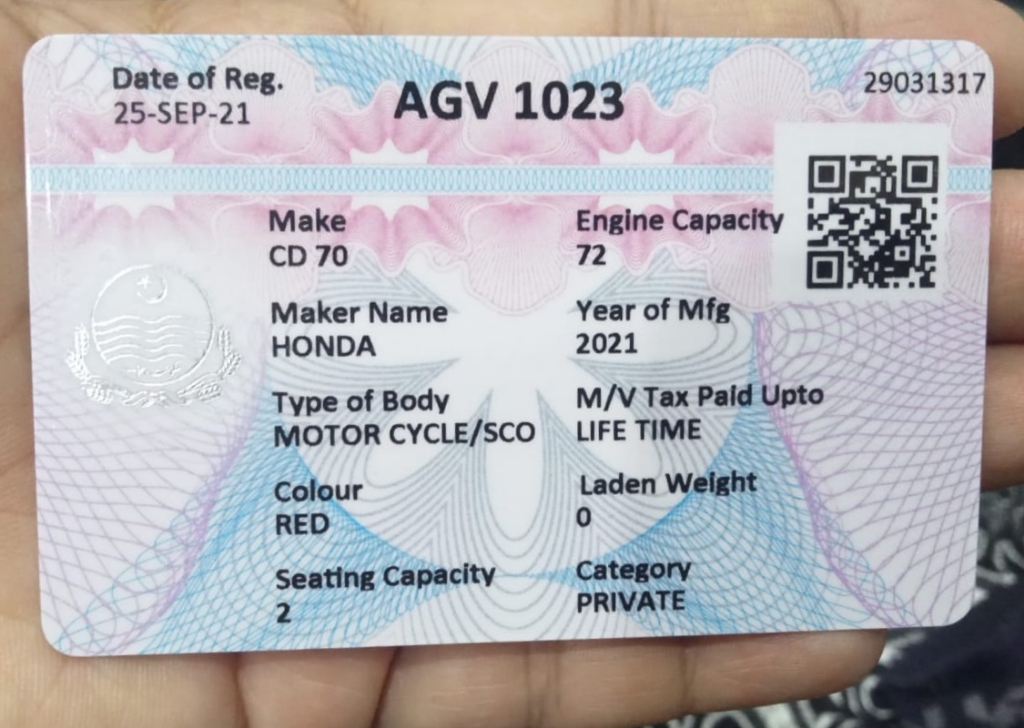 Date of Reg.
25-SEP-21
AGV 1023
29031317
Make
CD 70
Engine Capacity
72
Maker Name
HONDA
Year of Mfg
2021
Type of Body
MOTOR CYCLE/SCO
M/V Tax Paid Upto
LIFE TIME
Colour
RED
Laden Weight
0
Seating Capacity
2
Category
PRIVATE